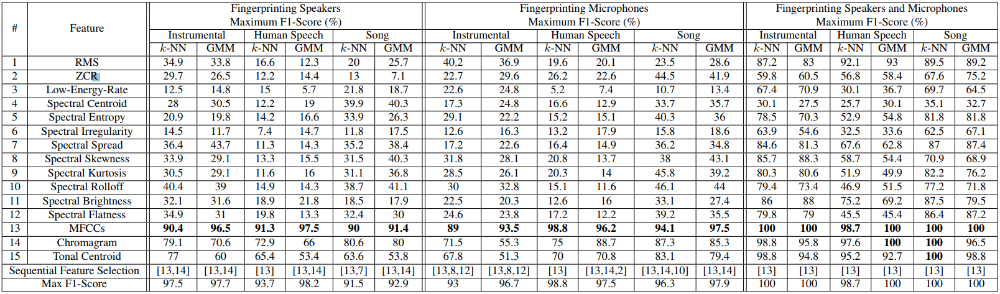 Fingerprinting Speakers Fingerprinting Microphones Fingerprinting Speakers and Microphones
# Feature Maximum F1-Score (%) Maximum F1-Score (%) Maximum F1-Score (%)
Instrumental Human Speech Song Instrumental Human Speech Song Instrumental Human Speech Song
k-NN GMM k-NN GMM k-NN GMM k-NN GMM k-NN GMM k-NN GMM k-NN GMM k-NN GMM k-NN GMM
1 RMS 34.9 33.8 16.6 12.3 20 25.7 40.2 36.9 19.6 20.1 23.5 28.6 87.2 83 92.1 93 89.5 89.2
2 ZCR 29.7 26.5 12.2 14.4 13 7.1 22.7 29.6 26.2 22.6 44.5 41.9 59.8 60.5 56.8 58.4 67.6 75.2
3 Low-Energy-Rate 12.5 14.8 15 5.7 21.8 18.7 22.6 24.8 5.2 7.4 10.7 13.4 67.4 70.9 30.1 36.7 69.7 64.5
4 Spectral Centroid 28 30.5 12.2 19 39.9 40.3 17.3 24.8 16.6 12.9 33.7 35.7 30.1 27.5 25.7 30.1 35.1 32.7
5 Spectral Entropy 20.9 19.8 14.2 16.6 33.9 26.3 29.1 22.2 15.2 15.1 40.3 36 78.5 70.3 52.9 54.8 81.8 81.8
6 Spectral Irregularity 14.5 11.7 7.4 14.7 11.8 17.5 12.6 16.3 13.2 17.9 15.8 18.6 63.9 54.6 32.5 33.6 62.5 67.1
7 Spectral Spread 36.4 43.7 11.3 14.3 35.2 38.4 17.2 22.6 16.4 14.9 36.2 34.8 84.6 81.3 67.6 62.8 87 87.4
8 Spectral Skewness 33.9 29.1 13.3 15.5 31.5 40.3 31.8 28.1 20.8 13.7 38 43.1 85.7 88.3 58.7 54.4 70.9 68.9
9 Spectral Kurtosis 30.5 29.1 11.6 16 31.1 36.8 28.5 26.1 20.3 14 45.8 39.2 80.3 80.6 51.9 49.9 82.2 76.2
10 Spectral Rolloff 40.4 39 14.9 14.3 38.7 41.1 30 32.8 15.1 11.6 46.1 44 79.4 73.4 46.9 51.5 77.2 71.8
11 Spectral Brightness 32.1 31.6 18.9 21.8 18.5 17.9 22.5 20.3 12.6 16 33.1 27.4 86 88 75.2 69.2 87.5 79.5
12 Spectral Flatness 34.9 31 19.8 13.3 32.4 30 24.6 23.8 17.2 12.2 39.2 35.5 79.8 79 45.5 45.4 86.4 87.2
13 MFCCs 90.4 96.5 91.3 97.5 90 91.4 89 93.5 98.8 96.2 94.1 97.5 100 100 98.7 100 100 100
14 Chromagram 79.1 70.6 72.9 66 80.6 80 71.5 55.3 75 88.7 87.3 85.3 98.8 95.8 97.6 100 100 96.5
15 Tonal Centroid 77 60 65.4 53.4 63.6 53.8 67.8 51.3 70 70.8 83.1 79.4 98.8 94.8 95.2 92.7 100 98.8
Sequential Feature Selection [13,14] [13,14] [13] [13,14] [13,7] [13,14] [13,8,12] [13,8,12] [13] [13,14,2] [13,14,10] [13,14] [13] [13] [13] [13] [13] [13]
Max F1-Score 97.5 97.7 93.7 98.2 91.5 92.9 93 96.7 98.8 97.5 96.3 97.9 100 100 98.7 100 100 100